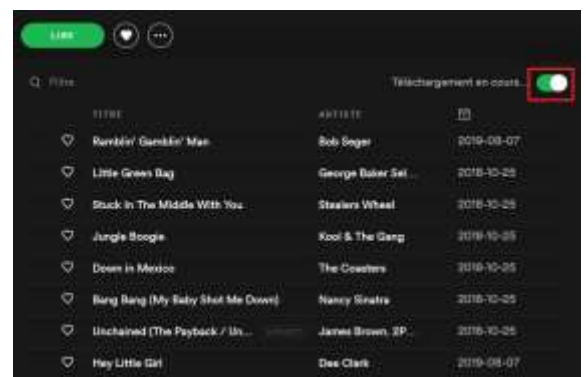 LIRE
Filtre
Téléchargement en cours...
TITRE ARTISTE
Ramblin' Gamblin' Man Bob Seger 2019-08-07
Little Green Bag George Baker Sel... 2018-10-25
Stuck In The Middle With You Stealers Wheel 2018-10-25
Jungle Boogie Kool & The Gang 2018-10-25
Down in Mexico The Coasters 2018-10-25
Bang Bang (My Baby Shot Me Down) Nancy Sinatra 2018-10-25
Unchained (The Payback / Un... James Brown, 2P... 2018-10-25
Hey Little Girl Dee Clark 2019-08-07